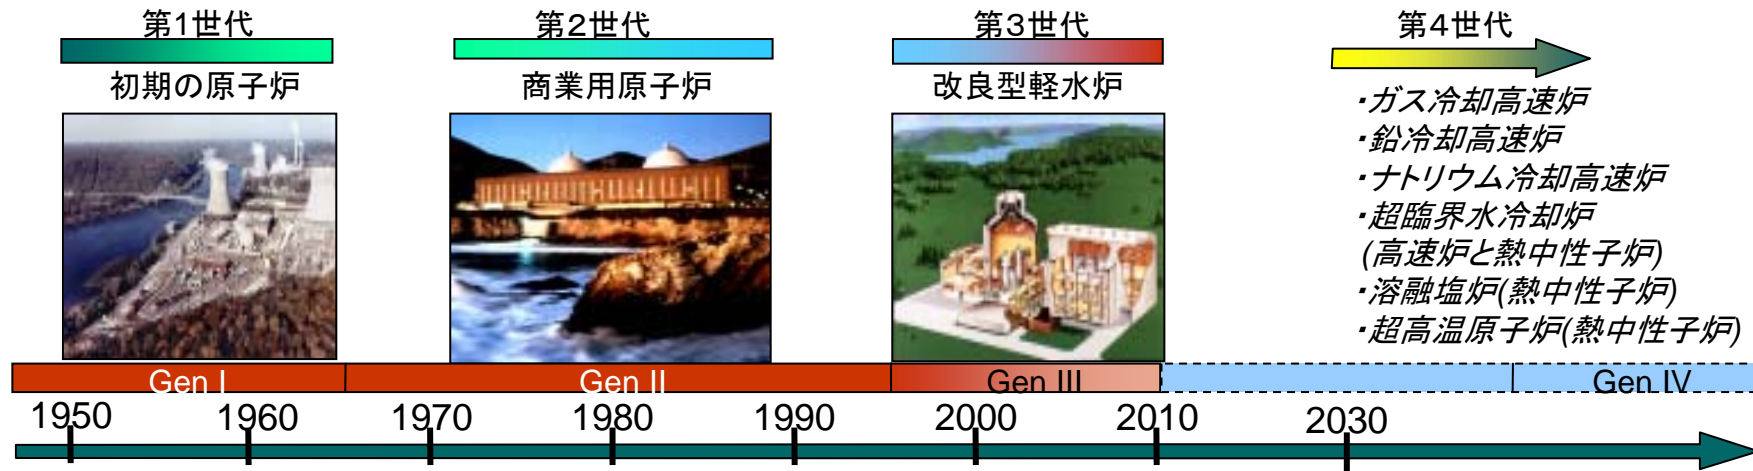 第1世代
初期の原子炉
第2世代
商業用原子炉
第3世代
改良型軽水炉
第4世代
・ガス冷却高速炉
・鉛冷却高速炉
・ナトリウム冷却高速炉
・超臨界水冷却炉
(高速炉と熱中性子炉)
・溶融塩炉(熱中性子炉)
・超高温原子炉(熱中性子炉)
Gen I Gen II Gen III Gen IV
1950 1960 1970 1980 1990 2000 2010 2030